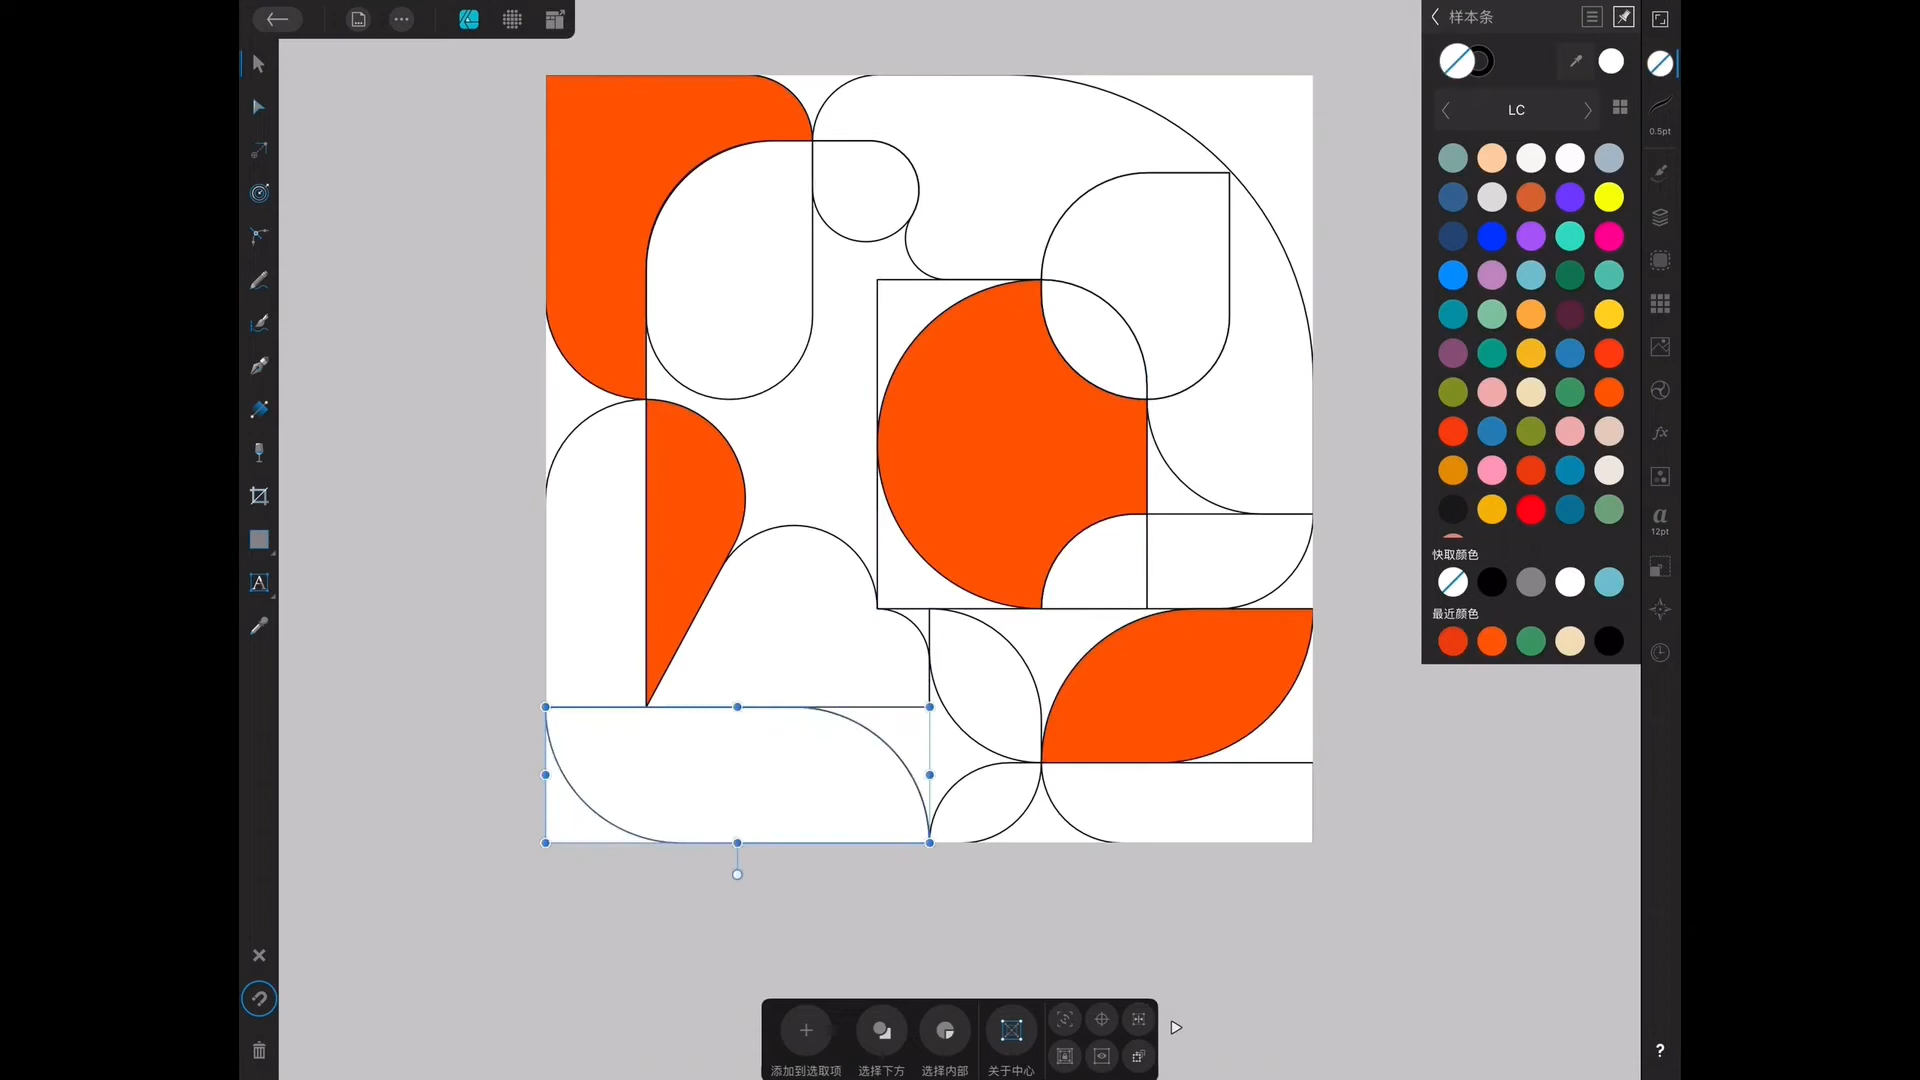 样本条
LC
0.5pt
fx
a
12pt
A
快取颜色
最近颜色
添加到选取项
选择下方
选择内部
关于中心
?